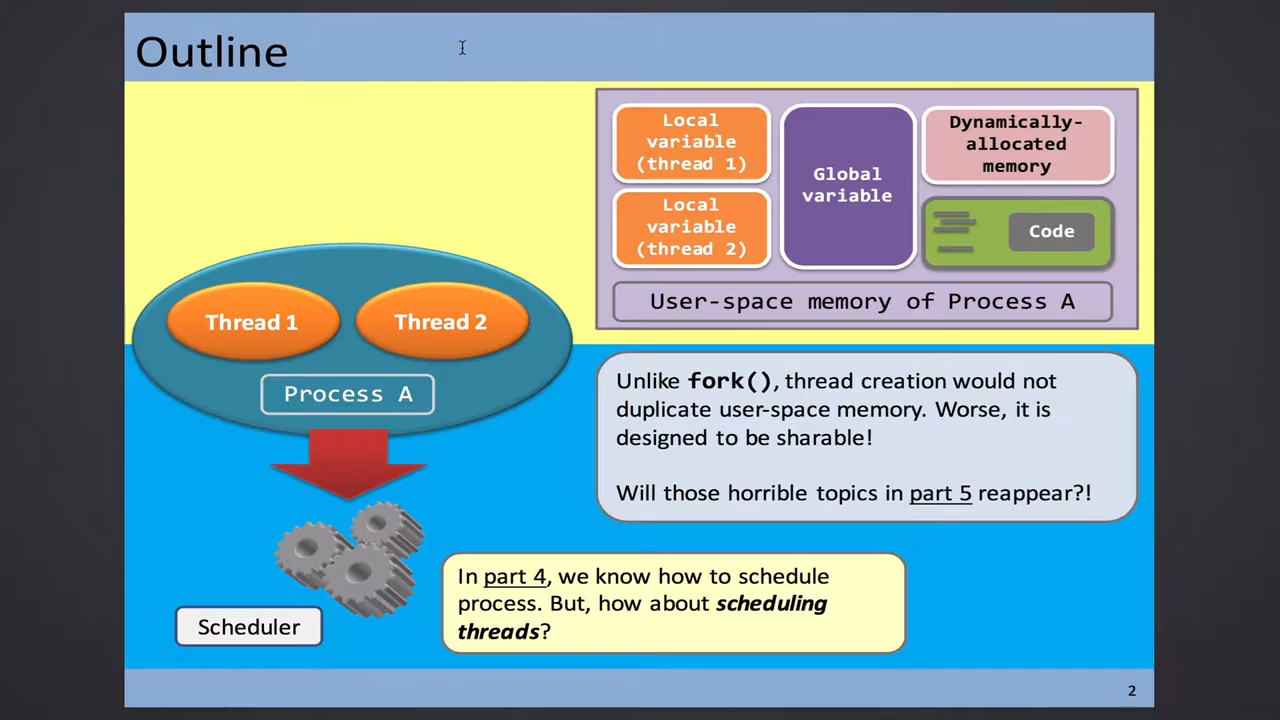 Outline
Local
variable
(thread 1)
Local
variable
(thread 2)
Global
variable
Dynamically-
allocated
memory
Code
User-space memory of Process A
Thread 1
Thread 2
Process A
Unlike fork(), thread creation would not
duplicate user-space memory. Worse, it is
designed to be sharable!
Will those horrible topics in part 5 reappear?!
In part 4, we know how to schedule
process. But, how about scheduling
threads?
Scheduler
2